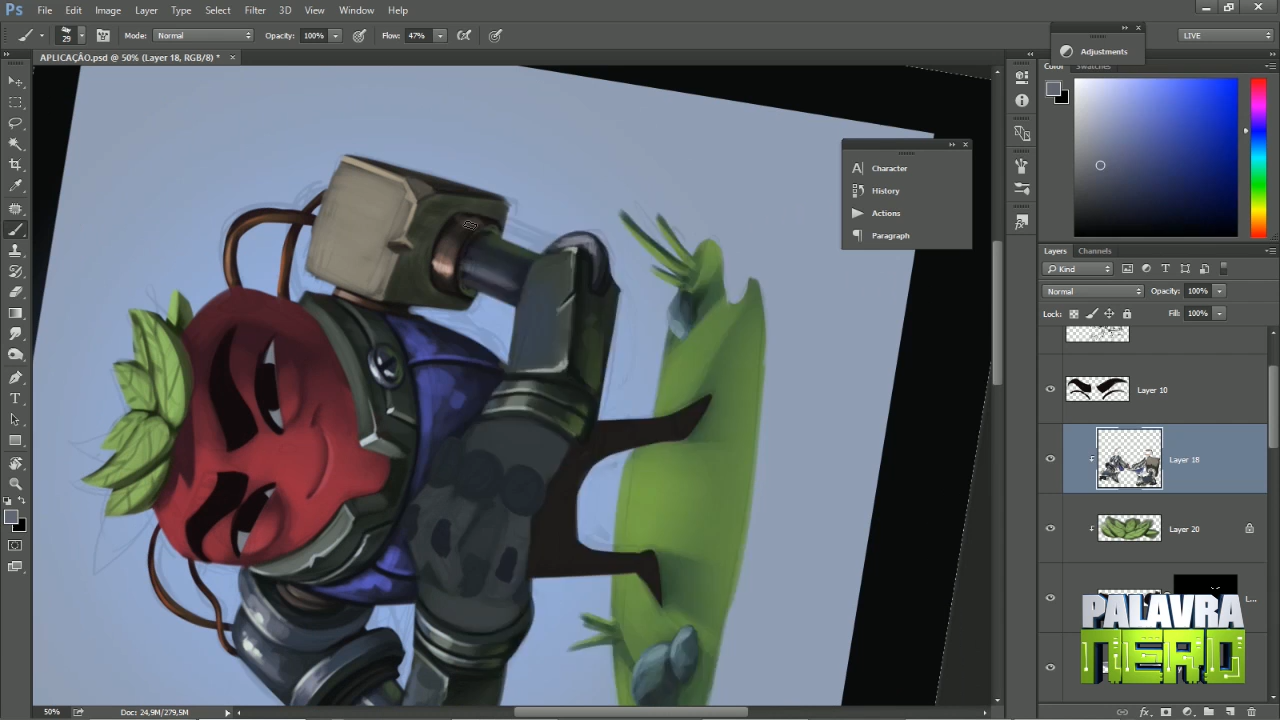 Ps File Edit Image Layer Type Select Filter 3D View Window Help
29 Mode: Normal Opacity: 100% Flow: 47% LIVE
APLICAÇÃO.psd @ 50% (Layer 18, RGB/8) * ×
Adjustments
Color Swatches
Character
History
Actions
Paragraph
Layers Channels
Kind
Normal Opacity: 100%
Lock: Fill: 100%
Layer 10
Layer 18
Layer 20
L...
PALAVRA
NERD
50% Doc: 24,9M/279,5M